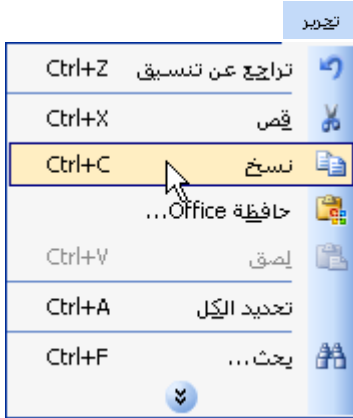 تحرير
تراجع عن تنسيق Ctrl+Z
قص Ctrl+X
نسخ Ctrl+C
حافظة Office...
لصق Ctrl+V
تحديد الكل Ctrl+A
بحث... Ctrl+F